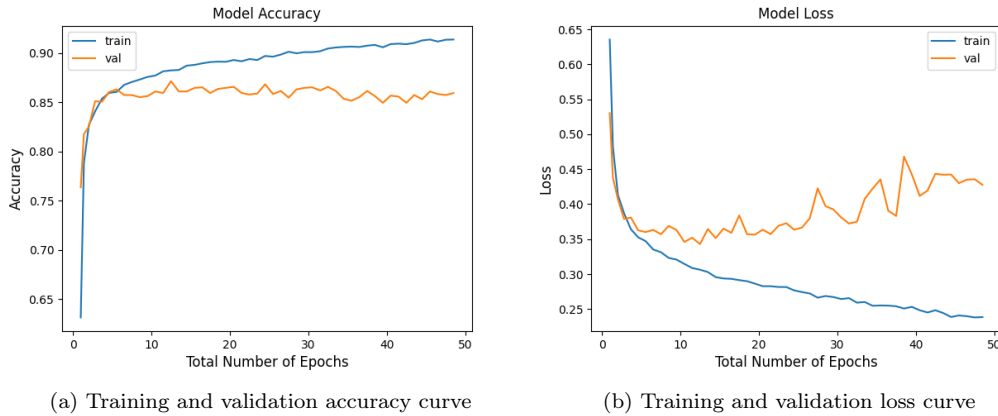 Model Accuracy
train
val
0.90
0.85
0.80
0.75
0.70
0.65
Accuracy
0 10 20 30 40 50
Total Number of Epochs
(a) Training and validation accuracy curve
Model Loss
train
val
0.65
0.60
0.55
0.50
0.45
0.40
0.35
0.30
0.25
Loss
0 10 20 30 40 50
Total Number of Epochs
(b) Training and validation loss curve